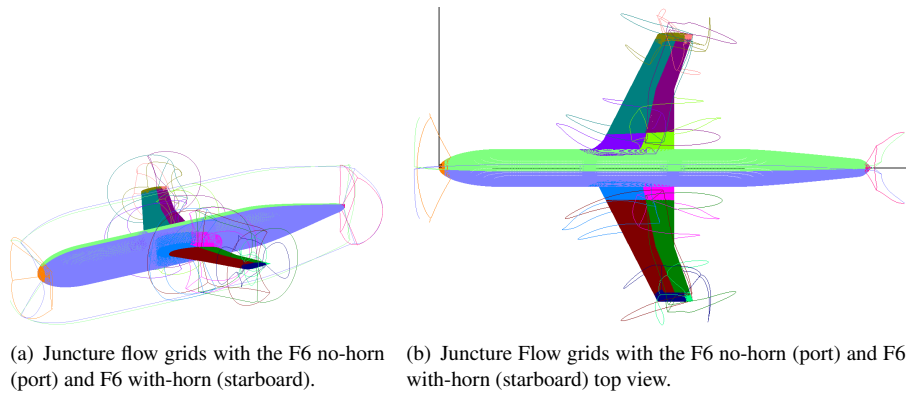 (a) Juncture flow grids with the F6 no-horn
(port) and F6 with-horn (starboard).
(b) Juncture Flow grids with the F6 no-horn (port) and F6
with-horn (starboard) top view.